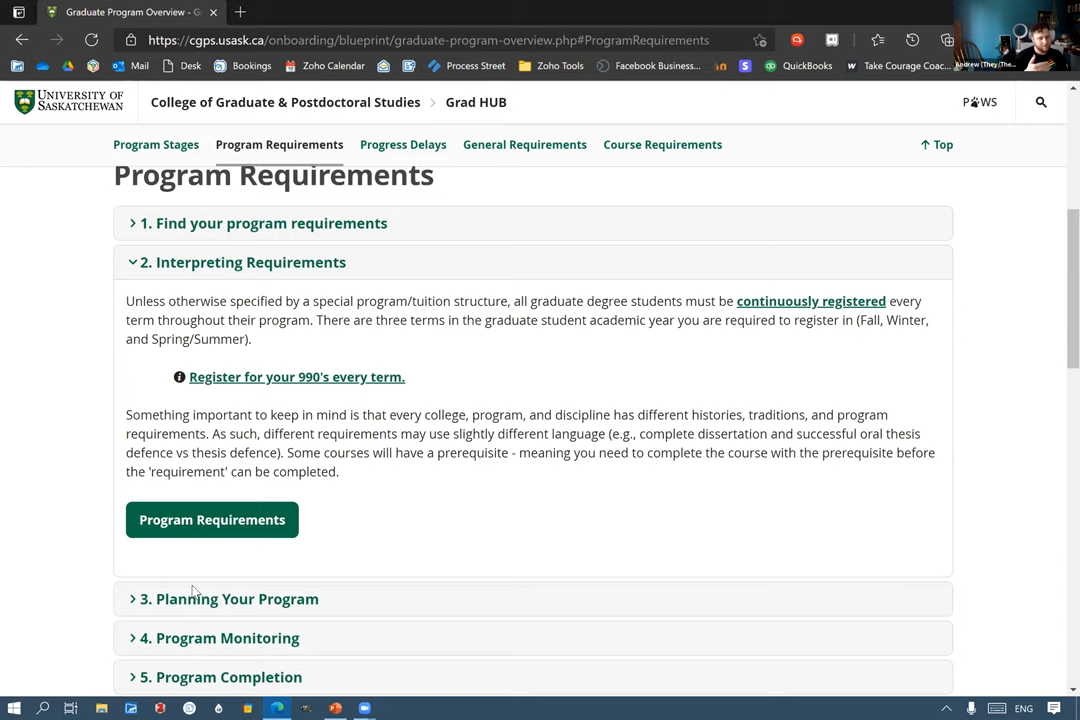 Graduate Program Overview - G
https://cgps.usask.ca/onboarding/blueprint/graduate-program-overview.php#ProgramRequirements
Mail
Desk
Bookings
Zoho Calendar
Process Street
Zoho Tools
Facebook Business...
in
S
qb
QuickBooks
W
Take Courage Coac...
Andrew (They/The
UNIVERSITY OF
SASKATCHEWAN
College of Graduate & Postdoctoral Studies > Grad HUB
PAWS
Program Stages
Program Requirements
Progress Delays
General Requirements
Course Requirements
↑ Top
Program Requirements
1. Find your program requirements
2. Interpreting Requirements
Unless otherwise specified by a special program/tuition structure, all graduate degree students must be continuously registered every
term throughout their program. There are three terms in the graduate student academic year you are required to register in (Fall, Winter,
and Spring/Summer).
Register for your 990's every term.
Something important to keep in mind is that every college, program, and discipline has different histories, traditions, and program
requirements. As such, different requirements may use slightly different language (e.g., complete dissertation and successful oral thesis
defence vs thesis defence). Some courses will have a prerequisite - meaning you need to complete the course with the prerequisite before
the 'requirement' can be completed.
Program Requirements
3. Planning Your Program
4. Program Monitoring
5. Program Completion
ENG